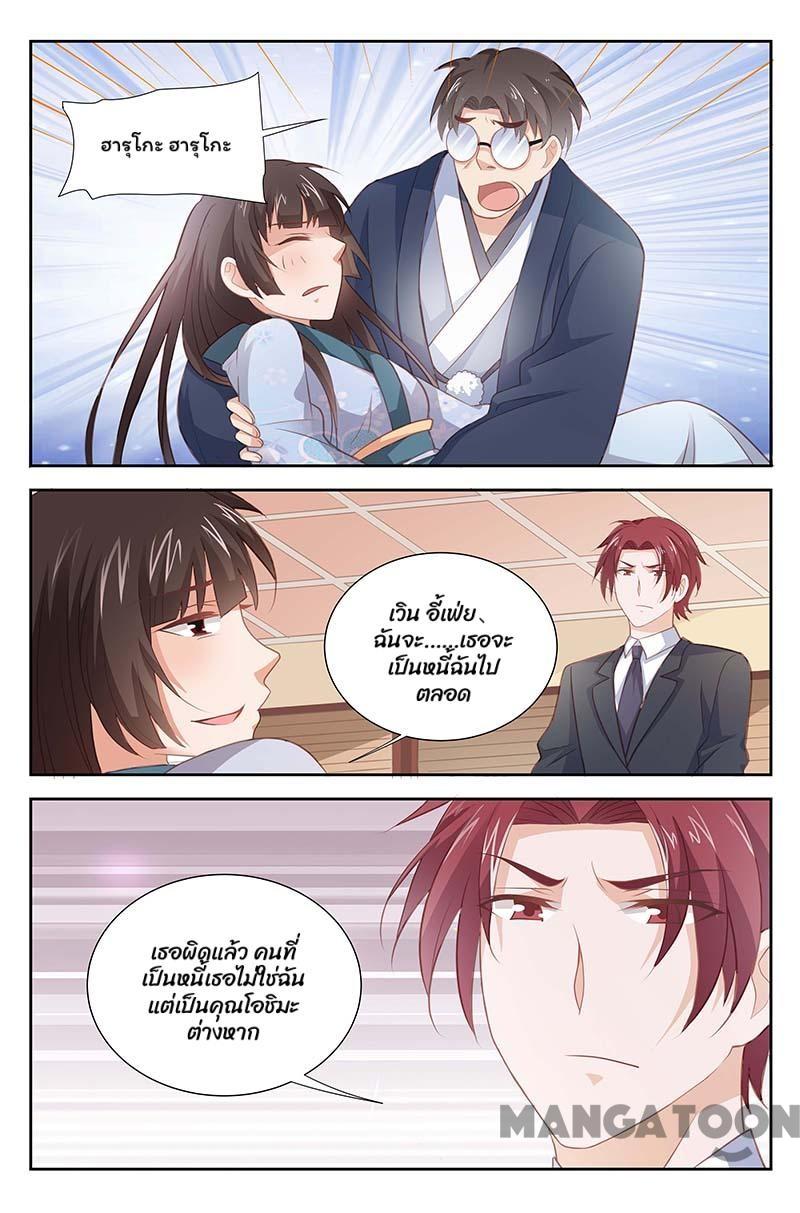 ฮารุโกะ ฮารุโกะ
เวิน อี้เฟย、
ฉันจะ......เธอจะ
เป็นหนี้ฉันไป
ตลอด
เธอผิดแล้ว คนที่
เป็นหนี้เธอไม่ใช่ฉัน
แต่เป็นคุณโอชิมะ
ต่างหาก
MANGATOON